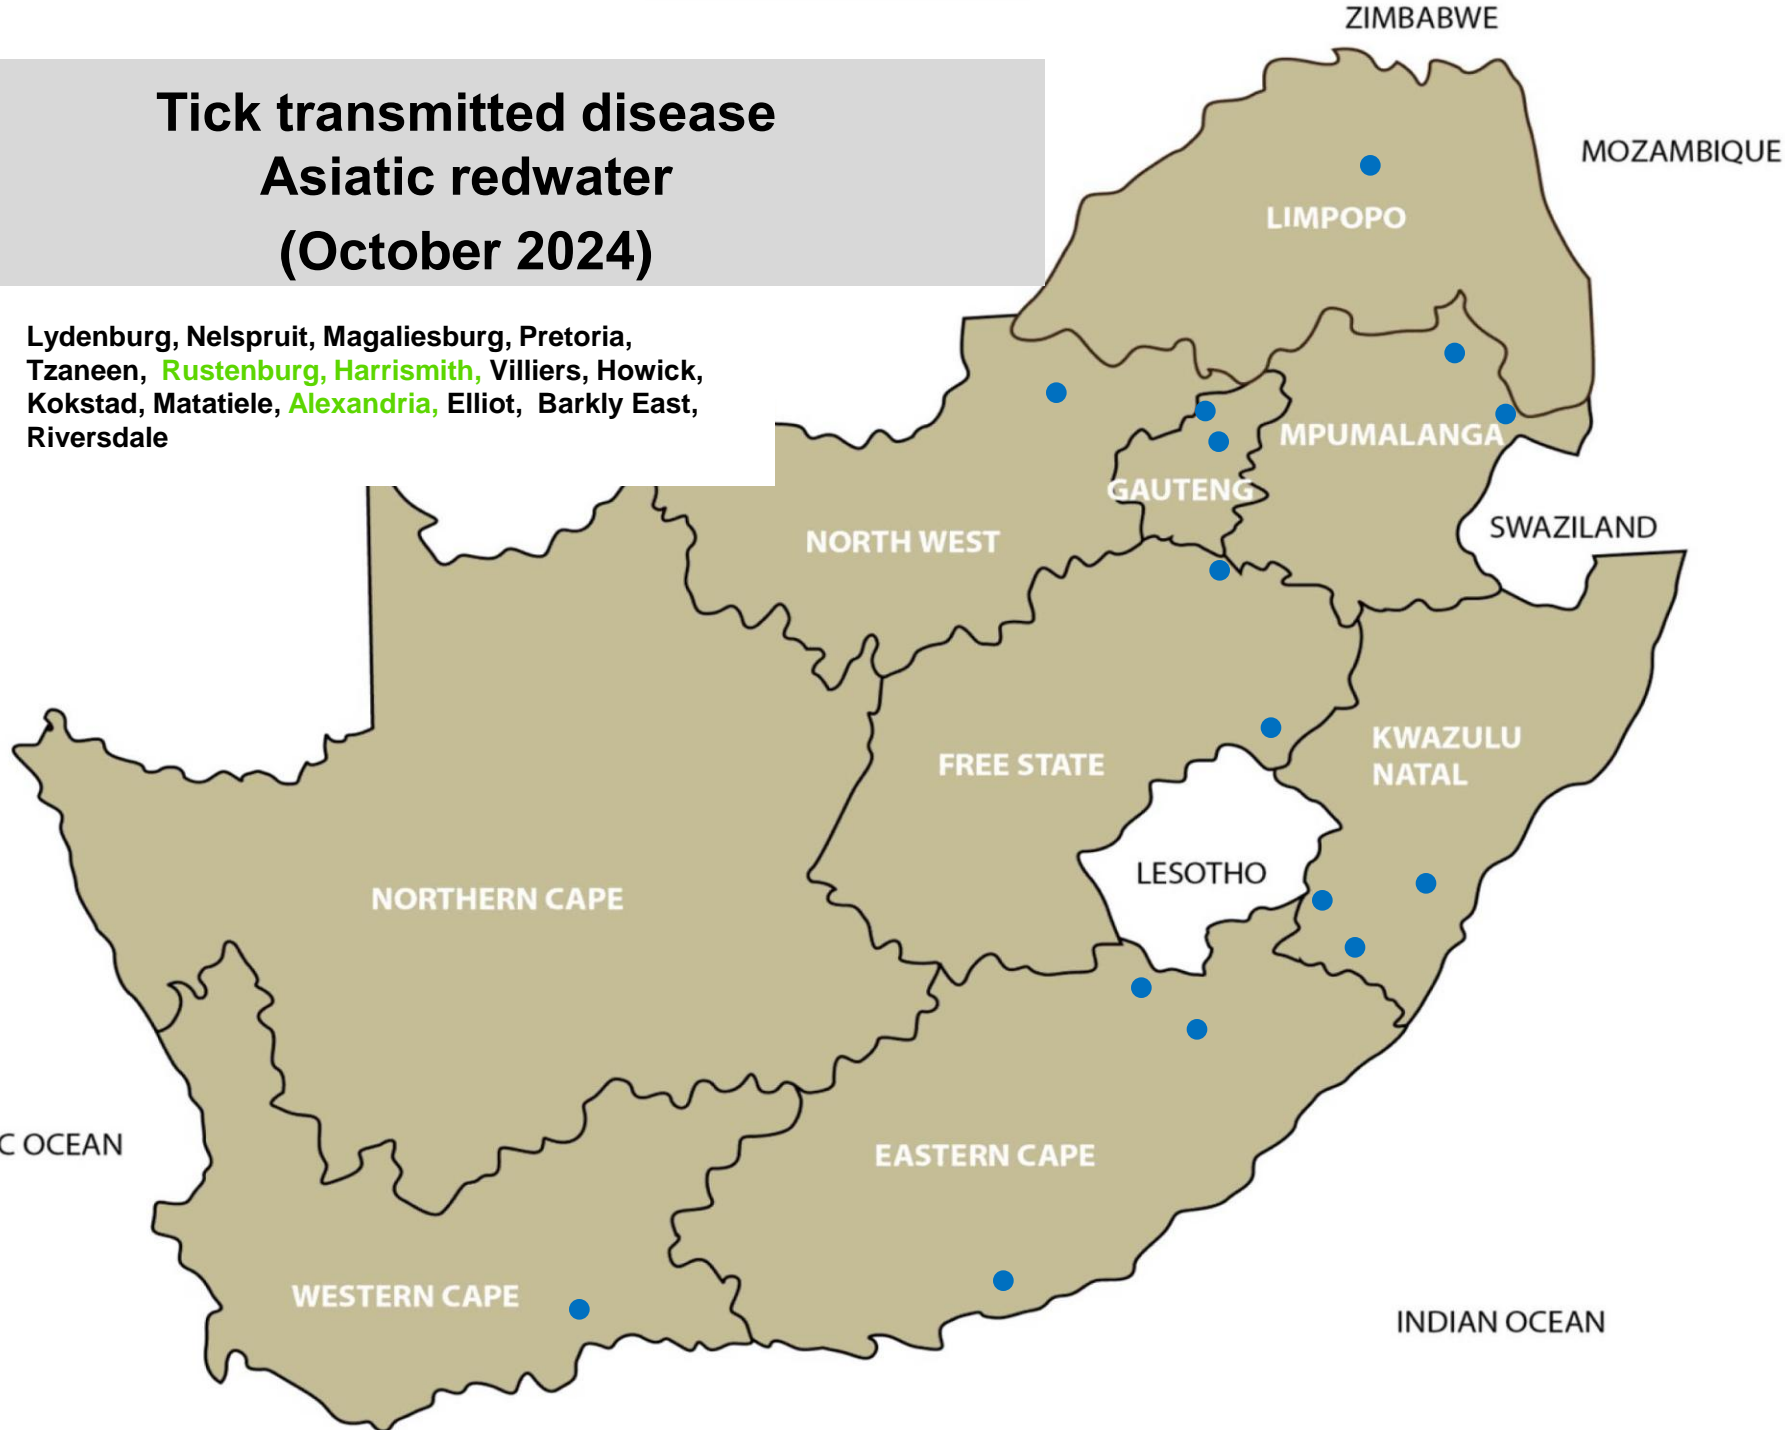 ZIMBABWE
Tick transmitted disease
Asiatic redwater
(October 2024)
MOZAMBIQUE
LIMPOPO
Lydenburg, Nelspruit, Magaliesburg, Pretoria,
Tzaneen, Rustenburg, Harrismith, Villiers, Howick,
Kokstad, Matatiele, Alexandria, Elliot, Barkly East,
Riversdale
MPUMALANGA
GAUTENG
SWAZILAND
NORTH WEST
KWAZULU
NATAL
FREE STATE
LESOTHO
NORTHERN CAPE
C OCEAN
EASTERN CAPE
WESTERN CAPE
INDIAN OCEAN